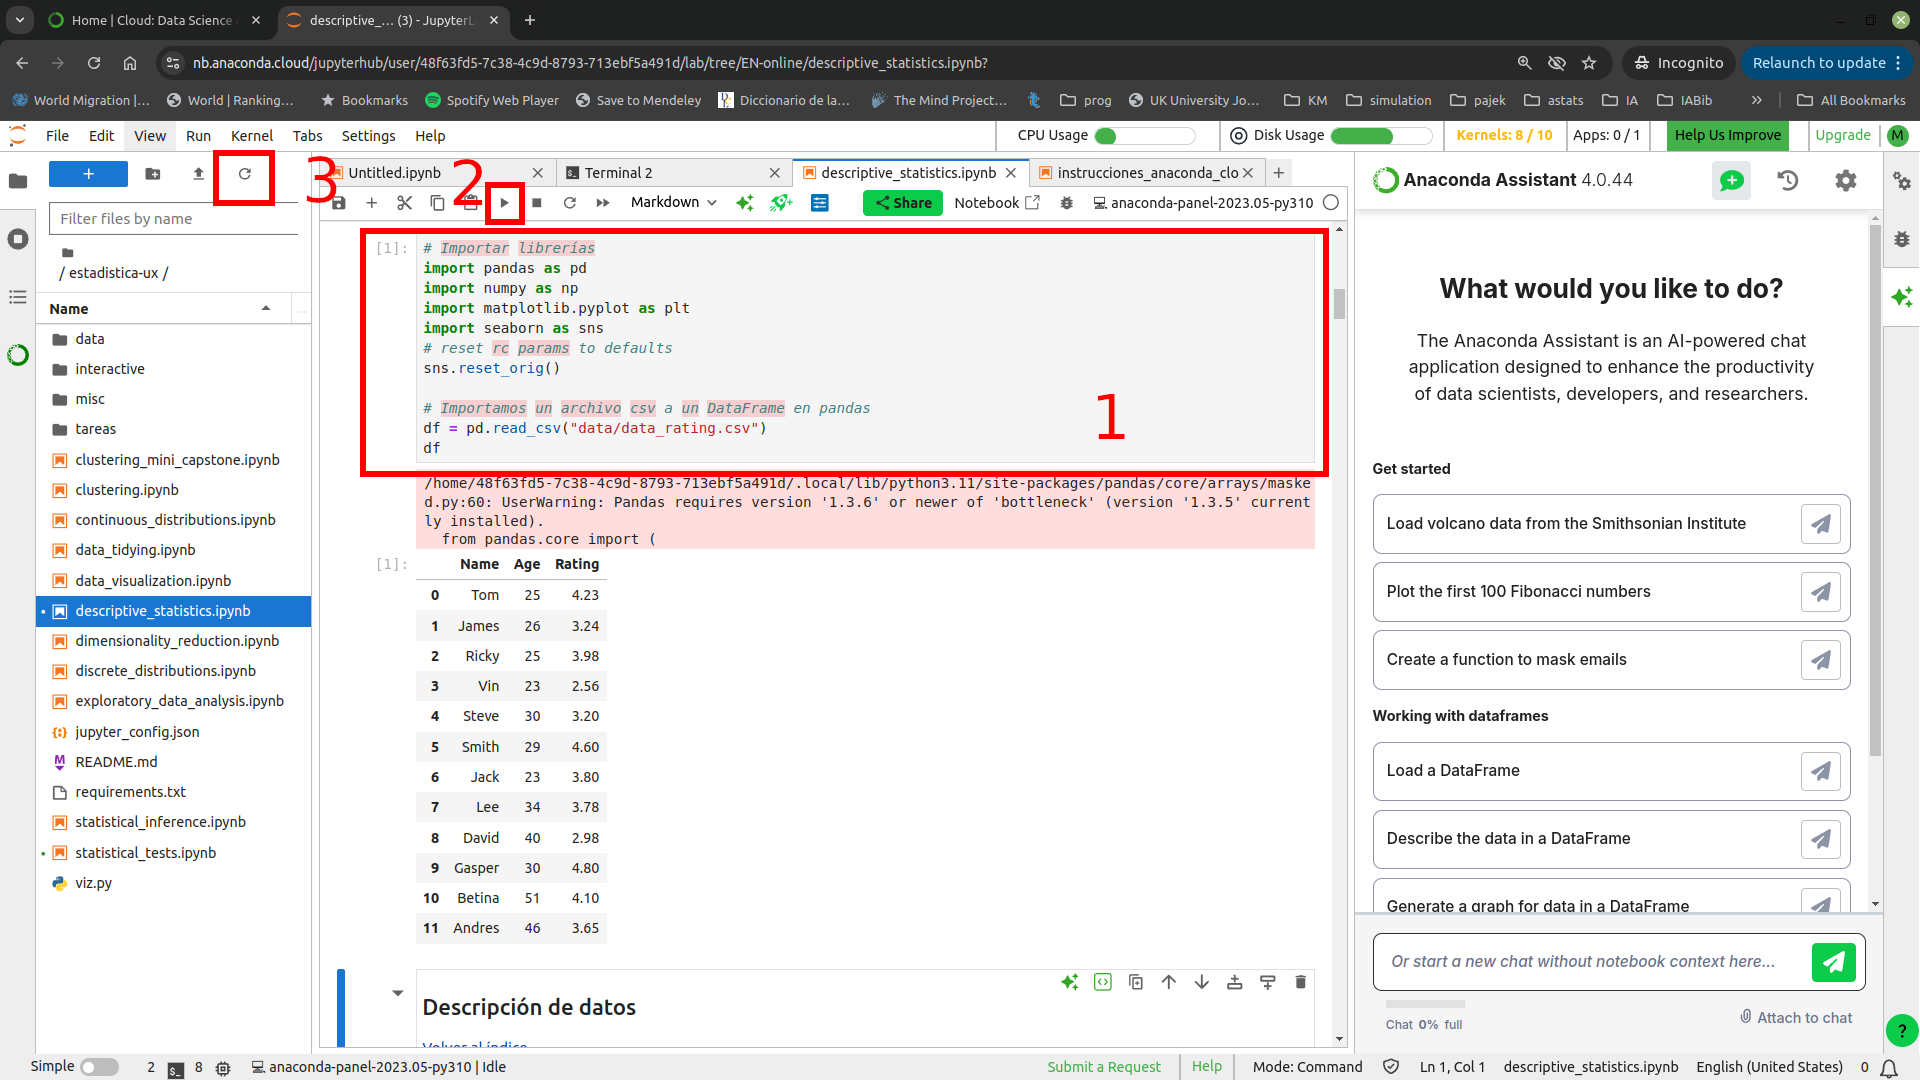 Home | Cloud: Data Science
descriptive_… (3) - JupyterL
nb.anaconda.cloud/jupyterhub/user/48f63fd5-7c38-4c9d-8793-713ebf5a491d/lab/tree/EN-online/descriptive_statistics.ipynb?
Incognito
Relaunch to update
World Migration |…
World | Ranking…
Bookmarks
Spotify Web Player
Save to Mendeley
Diccionario de la…
The Mind Project…
prog
UK University Jo…
KM
simulation
pajek
astats
IA
IABib
»
All Bookmarks
File Edit View Run Kernel Tabs Settings Help
CPU Usage
Disk Usage
Kernels: 8 / 10
Apps: 0 / 1
Help Us Improve
Upgrade
M
+
3
Filter files by name
/ estadistica-ux /
Name
data
interactive
misc
tareas
clustering_mini_capstone.ipynb
clustering.ipynb
continuous_distributions.ipynb
data_tidying.ipynb
data_visualization.ipynb
descriptive_statistics.ipynb
dimensionality_reduction.ipynb
discrete_distributions.ipynb
exploratory_data_analysis.ipynb
jupyter_config.json
README.md
requirements.txt
statistical_inference.ipynb
statistical_tests.ipynb
viz.py
Untitled.ipynb
Terminal 2
descriptive_statistics.ipynb
instrucciones_anaconda_clo
2
Markdown
Share
Notebook
anaconda-panel-2023.05-py310
[1]:
# Importar librerías
import pandas as pd
import numpy as np
import matplotlib.pyplot as plt
import seaborn as sns
# reset rc params to defaults
sns.reset_orig()
# Importamos un archivo csv a un DataFrame en pandas
df = pd.read_csv("data/data_rating.csv")
df
1
/home/48f63fd5-7c38-4c9d-8793-713ebf5a491d/.local/lib/python3.11/site-packages/pandas/core/arrays/maske
d.py:60: UserWarning: Pandas requires version '1.3.6' or newer of 'bottleneck' (version '1.3.5' current
ly installed).
from pandas.core import (
[1]:
Name Age Rating
0 Tom 25 4.23
1 James 26 3.24
2 Ricky 25 3.98
3 Vin 23 2.56
4 Steve 30 3.20
5 Smith 29 4.60
6 Jack 23 3.80
7 Lee 34 3.78
8 David 40 2.98
9 Gasper 30 4.80
10 Betina 51 4.10
11 Andres 46 3.65
Descripción de datos
Volver al índice
Anaconda Assistant 4.0.44
What would you like to do?
The Anaconda Assistant is an AI-powered chat
application designed to enhance the productivity
of data scientists, developers, and researchers.
Get started
Load volcano data from the Smithsonian Institute
Plot the first 100 Fibonacci numbers
Create a function to mask emails
Working with dataframes
Load a DataFrame
Describe the data in a DataFrame
Generate a graph for data in a DataFrame
Or start a new chat without notebook context here...
Chat 0% full
Attach to chat
?
Simple
2
8
anaconda-panel-2023.05-py310 | Idle
Submit a Request
Help
Mode: Command
Ln 1, Col 1
descriptive_statistics.ipynb
English (United States)
0